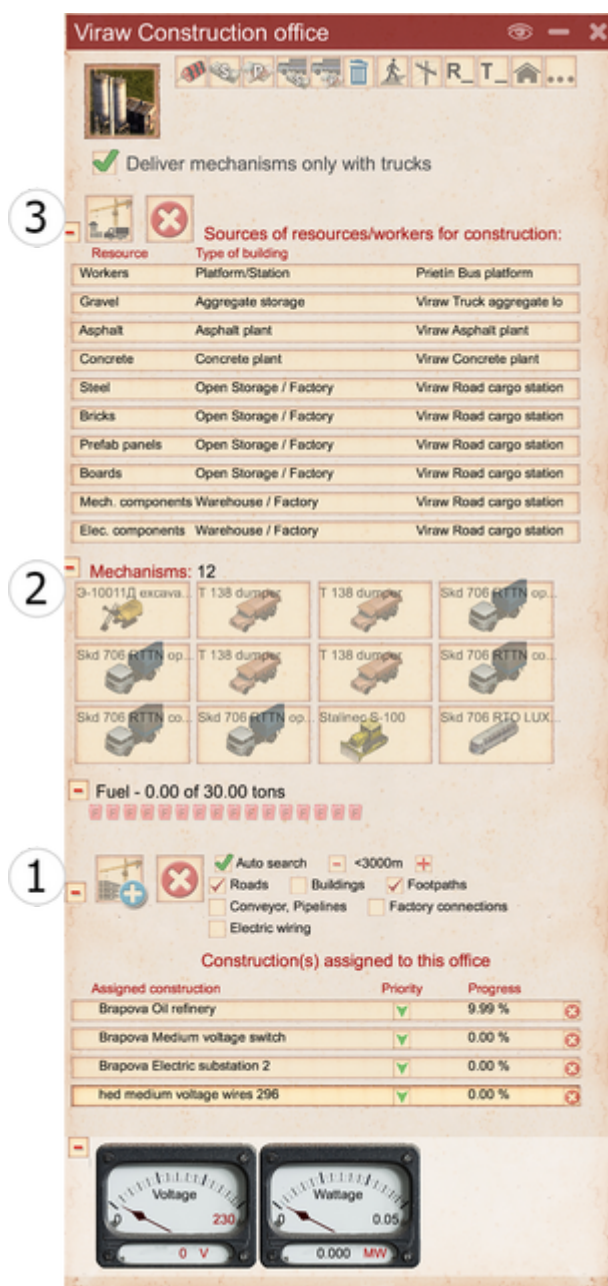 Viraw Construction office
R_ T_ ...
Deliver mechanisms only with trucks
3
Sources of resources/workers for construction:
Resource Type of building
Workers Platform/Station Prietin Bus platform
Gravel Aggregate storage Viraw Truck aggregate lo
Asphalt Asphalt plant Viraw Asphalt plant
Concrete Concrete plant Viraw Concrete plant
Steel Open Storage / Factory Viraw Road cargo station
Bricks Open Storage / Factory Viraw Road cargo station
Prefab panels Open Storage / Factory Viraw Road cargo station
Boards Open Storage / Factory Viraw Road cargo station
Mech. components Warehouse / Factory Viraw Road cargo station
Elec. components Warehouse / Factory Viraw Road cargo station
2
Mechanisms: 12
Э-10011Д excava... T 138 dumper T 138 dumper Skd 706 RTTN op...
Skd 706 RTTN op... T 138 dumper T 138 dumper Skd 706 RTTN co...
Skd 706 RTTN co... Skd 706 RTTN op... Stalinec S-100 Skd 706 RTO LUX...
Fuel - 0.00 of 30.00 tons
1
Auto search - <3000m +
Roads Buildings Footpaths
Conveyor, Pipelines Factory connections
Electric wiring
Construction(s) assigned to this office
Assigned construction Priority Progress
Brapova Oil refinery 9.99 %
Brapova Medium voltage switch 0.00 %
Brapova Electric substation 2 0.00 %
hed medium voltage wires 296 0.00 %
Voltage Wattage
0 230 0 0.05
0 V 0.000 MW